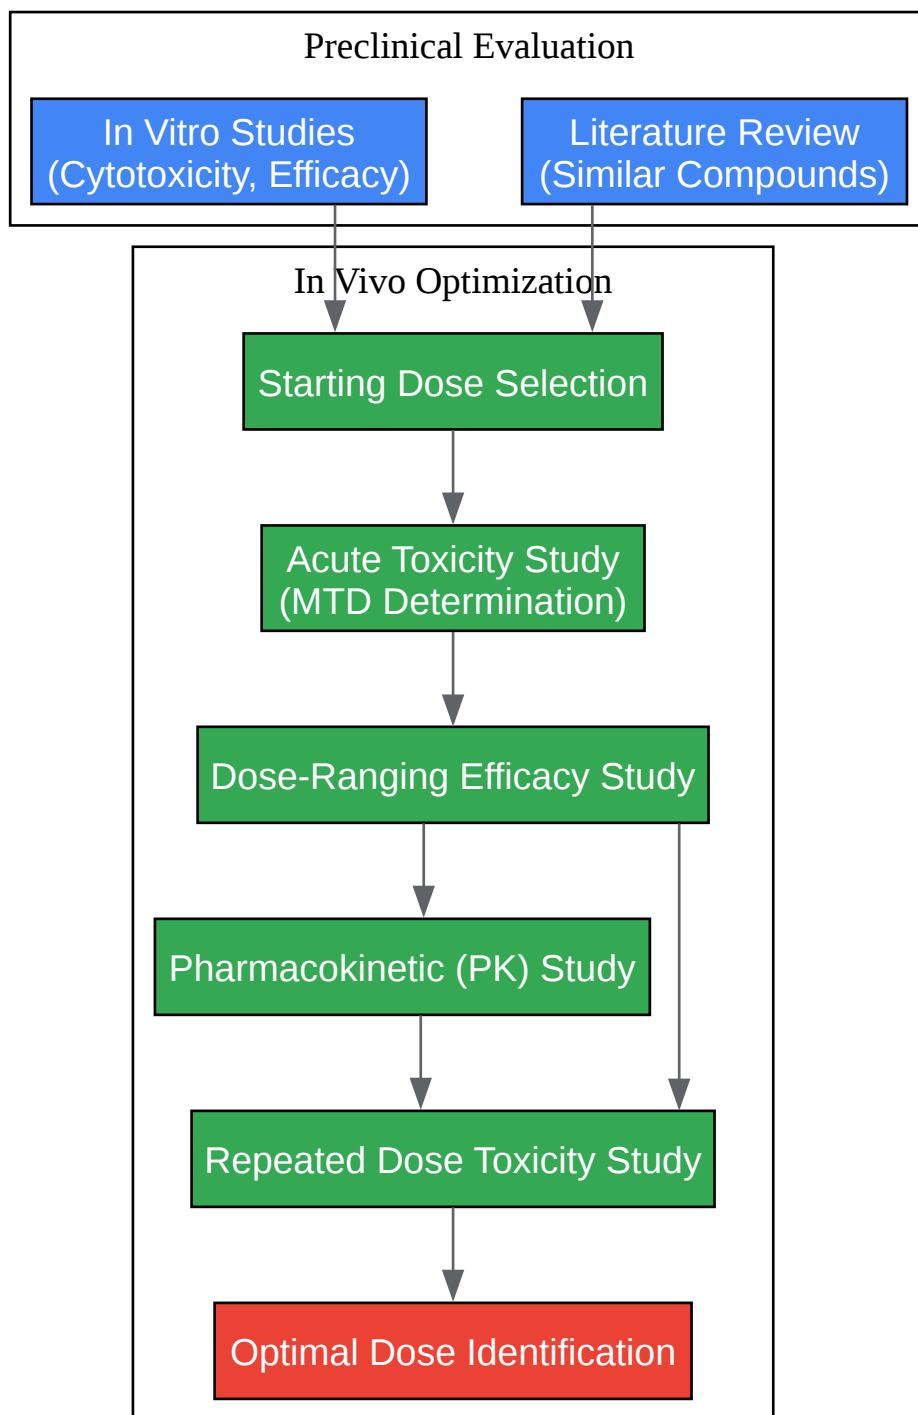 Preclinical Evaluation
In Vitro Studies
(Cytotoxicity, Efficacy)
Literature Review
(Similar Compounds)
In Vivo Optimization
Starting Dose Selection
Acute Toxicity Study
(MTD Determination)
Dose-Ranging Efficacy Study
Pharmacokinetic (PK) Study
Repeated Dose Toxicity Study
Optimal Dose Identification